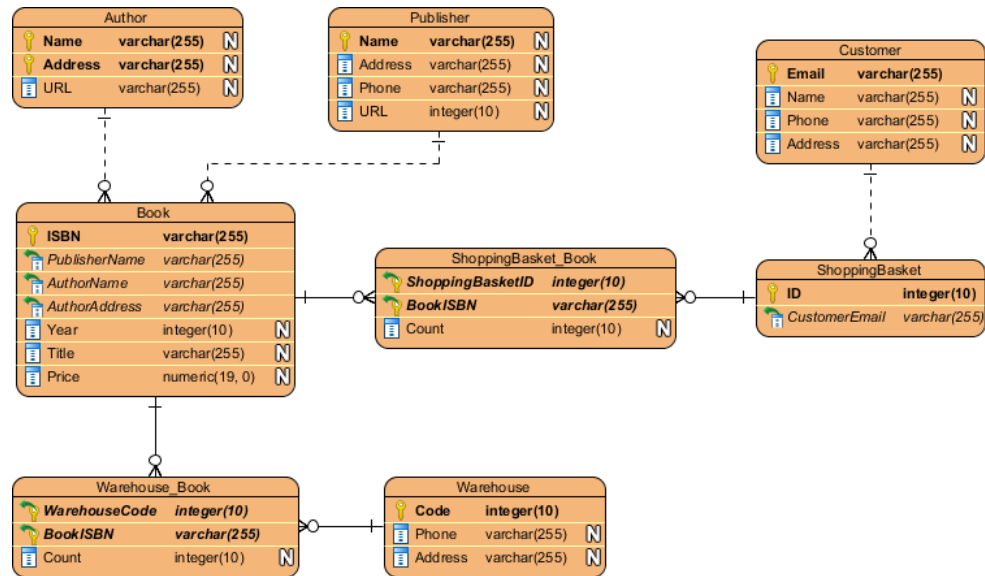 Author
Name varchar(255) N
Address varchar(255) N
URL varchar(255) N
Publisher
Name varchar(255) N
Address varchar(255) N
Phone varchar(255) N
URL integer(10) N
Customer
Email varchar(255)
Name varchar(255) N
Phone varchar(255) N
Address varchar(255) N
Book
ISBN varchar(255)
PublisherName varchar(255)
AuthorName varchar(255)
AuthorAddress varchar(255)
Year integer(10) N
Title varchar(255) N
Price numeric(19, 0) N
ShoppingBasket_Book
ShoppingBasketID integer(10)
BookISBN varchar(255)
Count integer(10) N
ShoppingBasket
ID integer(10)
CustomerEmail varchar(255)
Warehouse_Book
WarehouseCode integer(10)
BookISBN varchar(255)
Count integer(10) N
Warehouse
Code integer(10)
Phone varchar(255) N
Address varchar(255) N